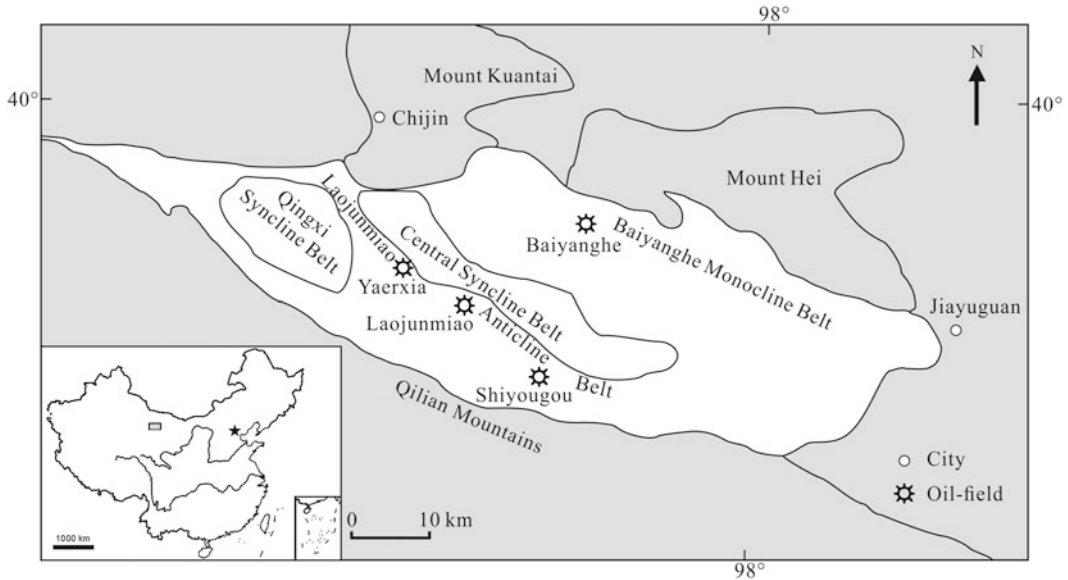 98°
N
Mount Kuantai
40°
40°
Chijin
Mount Hei
Laojunmiao
Qingxi
Syncline Belt
Baiyanghe
Central Syncline Belt
Baiyanghe Monocline Belt
Yaerxia
Laojunmiao
Anticline
Belt
Jiayuguan
Shiyougou
Qilian Mountains
City
Oil-field
0 10 km
1000 km
98°